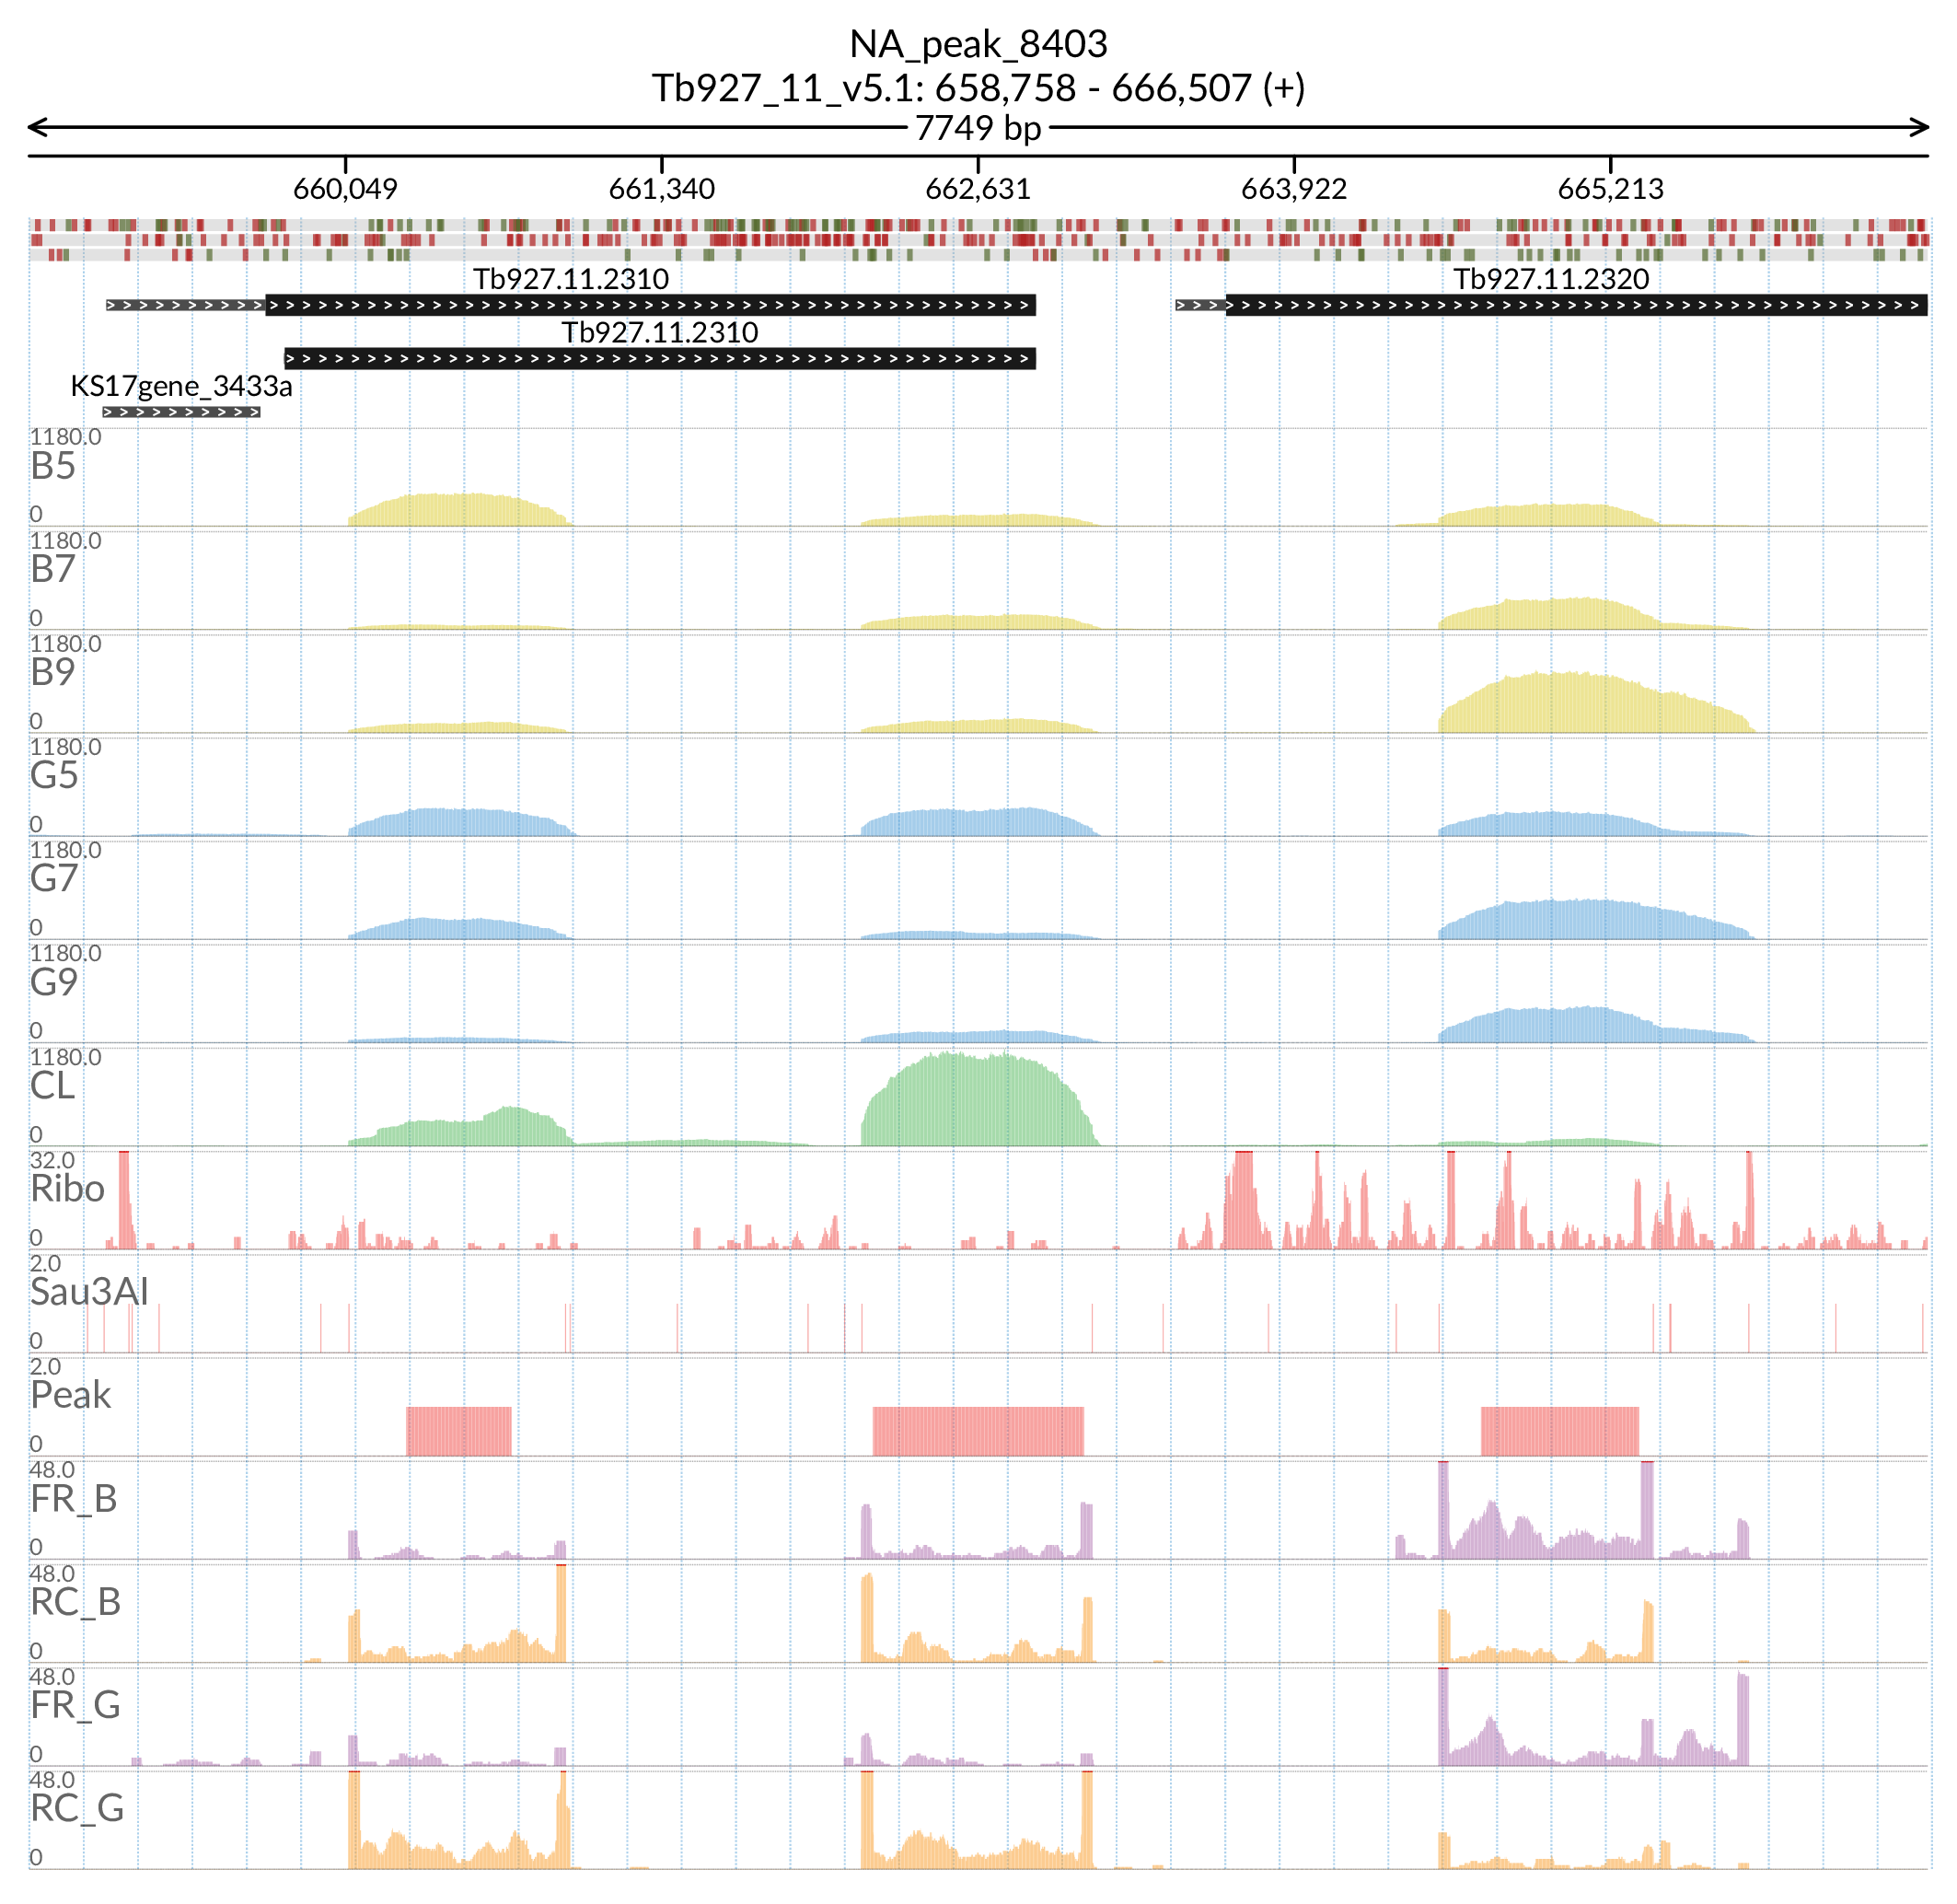 NA_peak_8403
Tb927_11_v5.1: 658,758 - 666,507 (+)
7749 bp
660,049 661,340 662,631 663,922 665,213
Tb927.11.2310 Tb927.11.2320
Tb927.11.2310
KS17gene_3433a
1180.0
B5
0
1180.0
B7
0
1180.0
B9
0
1180.0
G5
0
1180.0
G7
0
1180.0
G9
0
1180.0
CL
0
32.0
Ribo
0
2.0
Sau3AI
0
2.0
Peak
0
48.0
FR_B
0
48.0
RC_B
0
48.0
FR_G
0
48.0
RC_G
0